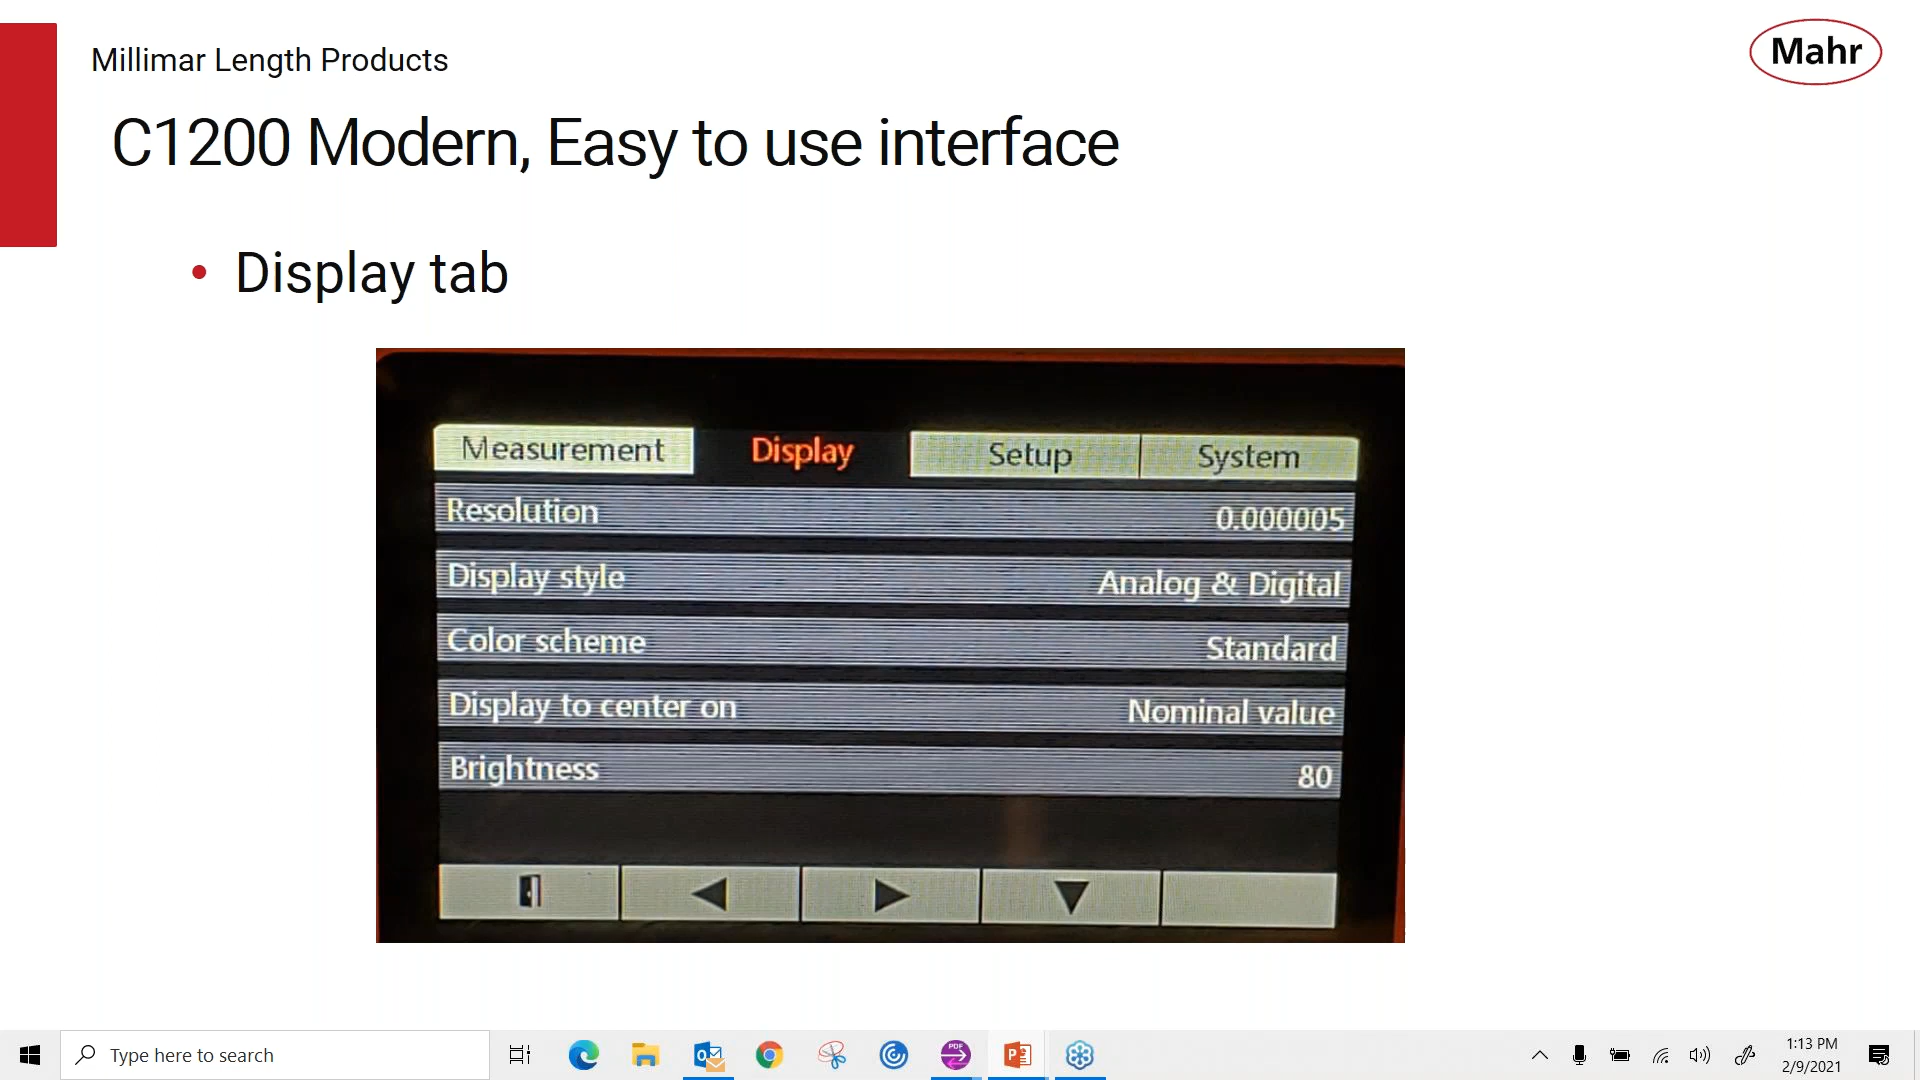 Millimar Length Products
Mahr
C1200 Modern, Easy to use interface
• Display tab
Measurement Display Setup System
Resolution 0.000005
Display style Analog & Digital
Color scheme Standard
Display to center on Nominal value
Brightness 80
Type here to search
PDF
1:13 PM
2/9/2021